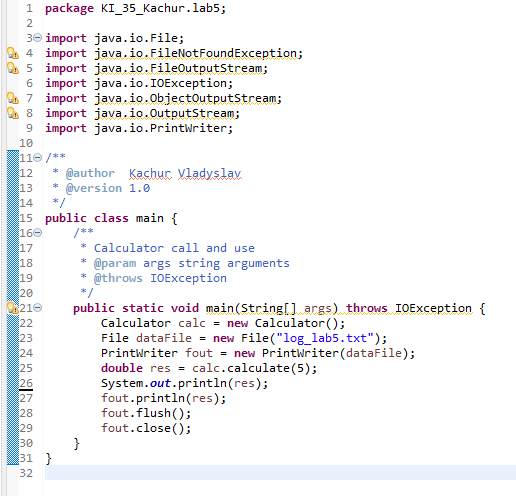 1 package KI_35_Kachur.lab5;
2
3 import java.io.File;
4 import java.io.FileNotFoundException;
5 import java.io.FileOutputStream;
6 import java.io.IOException;
7 import java.io.ObjectOutputStream;
8 import java.io.OutputStream;
9 import java.io.PrintWriter;
10
11 /**
12  * @author  Kachur Vladyslav
13  * @version 1.0
14  */
15 public class main {
16     /**
17      * Calculator call and use
18      * @param args string arguments
19      * @throws IOException
20      */
21     public static void main(String[] args) throws IOException {
22         Calculator calc = new Calculator();
23         File dataFile = new File("log_lab5.txt");
24         PrintWriter fout = new PrintWriter(dataFile);
25         double res = calc.calculate(5);
26         System.out.println(res);
27         fout.println(res);
28         fout.flush();
29         fout.close();
30     }
31 }
32